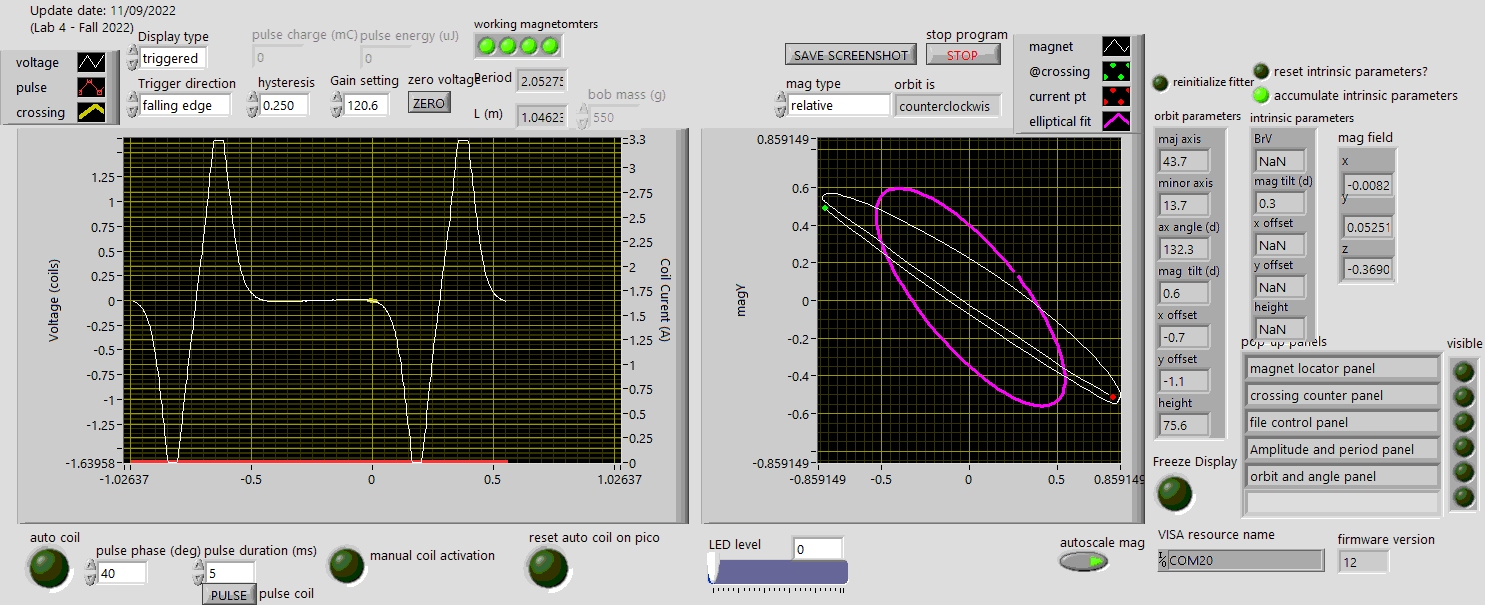 Update date: 11/09/2022
(Lab 4 - Fall 2022)
voltage
pulse
crossing
Display type
triggered
pulse charge (mC)
0
pulse energy (uJ)
0
working magnetomters
Trigger direction
falling edge
hysteresis
0.250
Gain setting
120.6
zero voltage
ZERO
Period
2.0527
L (m)
1.0462
bob mass (g)
550
SAVE SCREENSHOT
stop program
STOP
mag type
relative
orbit is
counterclockwis
magnet
@crossing
current pt
elliptical fit
reinitialize fitter
reset intrinsic parameters?
accumulate intrinsic parameters
Voltage (coils)
1.25
1
0.75
0.5
0.25
0
-0.25
-0.5
-0.75
-1
-1.25
-1.63958
-1.02637
-0.5
0
0.5
1.02637
3.3
3
2.75
2.5
2.25
2
1.75
1.5
1.25
1
0.75
0.5
0.25
0
Coil Curent (A)
magy
0.859149
0.6
0.4
0.2
0
-0.2
-0.4
-0.6
-0.859149
-0.859149
-0.5
0
0.5
0.859149
orbit parameters
maj axis
43.7
minor axis
13.7
ax angle (d)
132.3
mag tilt (d)
0.6
x offset
-0.7
y offset
-1.1
height
75.6
intrinsic parameters
BrV
NaN
mag tilt (d)
0.3
x offset
NaN
y offset
NaN
height
NaN
mag field
x
-0.0082
y
0.05251
z
-0.3690
pop up panels
visible
magnet locator panel
crossing counter panel
file control panel
Amplitude and period panel
orbit and angle panel
Freeze Display
auto coil
pulse phase (deg)
40
pulse duration (ms)
5
PULSE
pulse coil
manual coil activation
reset auto coil on pico
LED level
0
autoscale mag
VISA resource name
COM20
firmware version
12